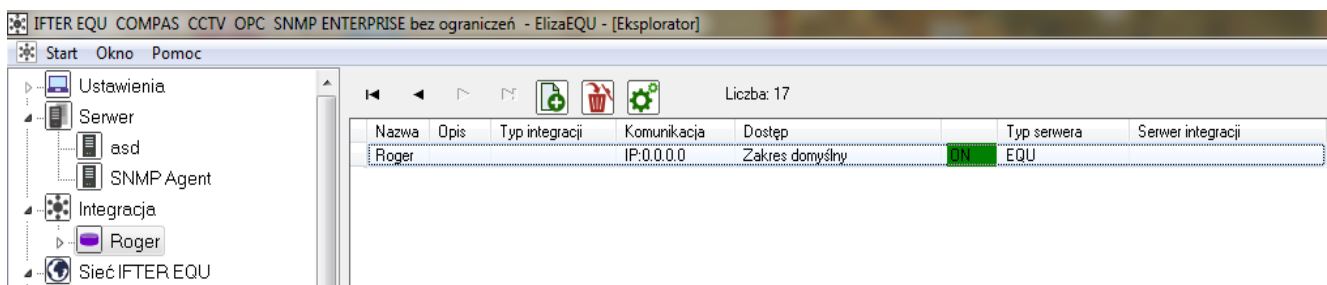 IFTER EQU COMPAS CCTV OPC SNMP ENTERPRISE bez ograniczeń - ElizaEQU - [Eksplorator]
Start Okno Pomoc
Ustawienia
Serwer
asd
SNMP Agent
Integracja
Roger
Sieć IFTER EQU
Liczba: 17
Nazwa Opis Typ integracji Komunikacja Dostęp Typ serwera Serwer integracji
Roger IP:0.0.0.0 Zakres domyślny ON EQU